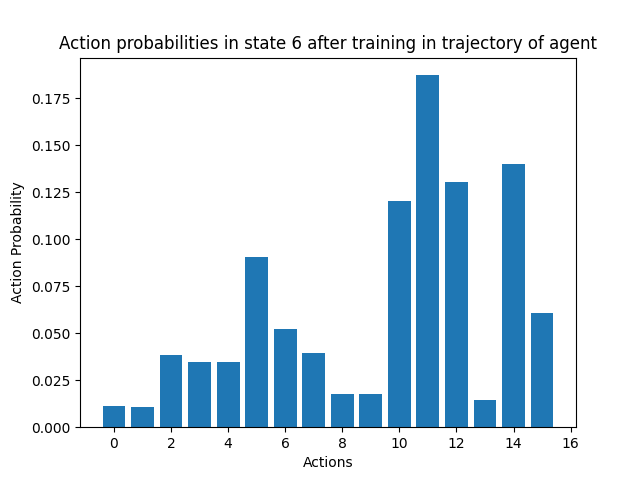 Action probabilities in state 6 after training in trajectory of agent
0.175
0.150
0.125
0.100
0.075
0.050
0.025
0.000
Action Probability
0 2 4 6 8 10 12 14 16
Actions